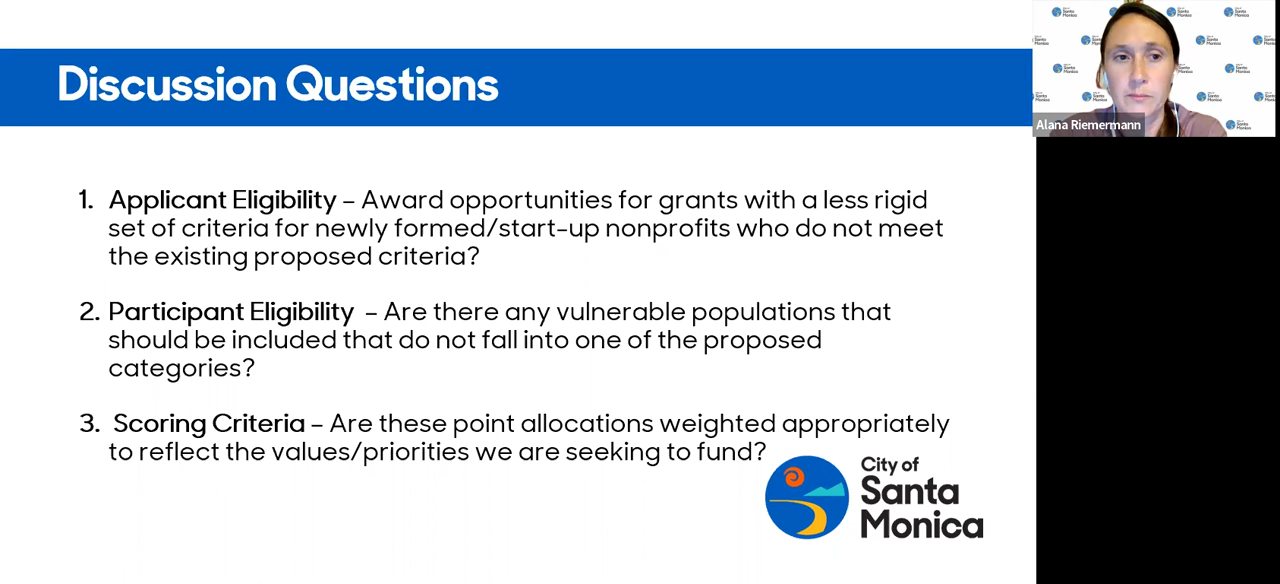 Discussion Questions
1. Applicant Eligibility – Award opportunities for grants with a less rigid
set of criteria for newly formed/start-up nonprofits who do not meet
the existing proposed criteria?
2. Participant Eligibility – Are there any vulnerable populations that
should be included that do not fall into one of the proposed
categories?
3. Scoring Criteria – Are these point allocations weighted appropriately
to reflect the values/priorities we are seeking to fund?
City of
Santa
Monica
Santa
Monica
Alana Riemermann